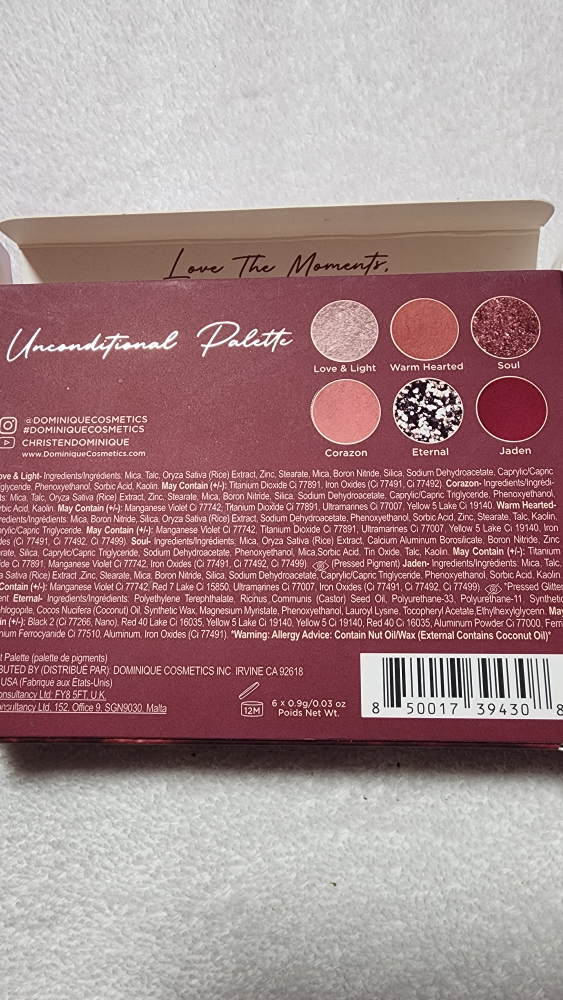 Love The Moments,
Unconditional Palette
Love & Light
Warm Hearted
Soul
Corazon
Eternal
Jaden
@DOMINIQUECOSMETICS
#DOMINIQUECOSMETICS
CHRISTENDOMINIQUE
www.DominiqueCosmetics.com
ove & Light- Ingredients/Ingrédients: Mica, Talc, Oryza Sativa (Rice) Extract, Zinc, Stearate, Mica, Boron Nitride, Silica, Sodium Dehydroacetate, Caprylic/Capric
iglyceride, Phenoxyethanol, Sorbic Acid, Kaolin. May Contain (+/-): Titanium Dioxide Ci 77891, Iron Oxides (Ci 77491, Ci 77492). Corazon- Ingredients/Ingrédi-
ts: Mica, Talc, Oryza Sativa (Rice) Extract, Zinc, Stearate, Mica, Boron Nitride, Silica, Sodium Dehydroacetate, Caprylic/Capric Triglyceride, Phenoxyethanol,
rbic Acid, Kaolin. May Contain (+/-): Manganese Violet Ci 77742, Titanium Dioxide Ci 77891, Ultramarines Ci 77007, Yellow 5 Lake Ci 19140. Warm Hearted-
redients/Ingrédients: Mica, Boron Nitride, Silica, Oryza Sativa (Rice) Extract, Sodium Dehydroacetate, Phenoxyethanol, Sorbic Acid, Zinc, Stearate, Talc, Kaolin,
rylic/Capric Triglyceride. May Contain (+/-): Manganese Violet Ci 77742, Titanium Dioxide Ci 77891, Ultramarines Ci 77007, Yellow 5 Lake Ci 19140, Iron
des (Ci 77491, Ci 77492, Ci 77499). Soul- Ingredients/Ingrédients: Mica, Oryza Sativa (Rice) Extract, Calcium Aluminum Borosilicate, Boron Nitride, Zinc
erate, Silica, Caprylic/Capric Triglyceride, Sodium Dehydroacetate, Phenoxyethanol, Mica,Sorbic Acid, Tin Oxide, Talc, Kaolin. May Contain (+/-): Titanium
de Ci 77891, Manganese Violet Ci 77742, Iron Oxides (Ci 77491, Ci 77492, Ci 77499). (Pressed Pigment) Jaden- Ingredients/Ingrédients: Mica, Talc,
a Sativa (Rice) Extract ,Zinc, Stearate, Mica, Boron Nitride, Silica, Sodium Dehydroacetate, Caprylic/Capric Triglyceride, Phenoxyethanol, Sorbic Acid, Kaolin.
Contain (+/-): Manganese Violet Ci 77742, Red 7 Lake Ci 15850, Ultramarines Ci 77007, Iron Oxides (Ci 77491, Ci 77492, Ci 77499). *Pressed Glitter
ent Eternal- Ingredients/Ingrédients: Polyethylene Terephthalate, Ricinus Communis (Castor) Seed Oil, Polyurethane-33, Polyurethane-11, Synthetic
phlogopite, Cocos Nucifera (Coconut) Oil, Synthetic Wax, Magnesium Myristate, Phenoxyethanol, Lauroyl Lysine, Tocopheryl Acetate,Ethylhexylglycerin. May
n (+/-): Black 2 (Ci 77266, Nano), Red 40 Lake Ci 16035, Yellow 5 Lake Ci 19140, Yellow 5 Ci 19140, Red 40 Ci 16035, Aluminum Powder Ci 77000, Ferric
nium Ferrocyanide Ci 77510, Aluminum, Iron Oxides (Ci 77491). *Warning: Allergy Advice: Contain Nut Oil/Wax (External Contains Coconut Oil)*
t Palette (palette de pigments)
BUTED BY (DISTRIBUÉ PAR): DOMINIQUE COSMETICS INC. IRVINE CA 92618
USA (Fabriqué aux États-Unis)
onsultancy Ltd: FY8 5FT, U.K.
onsultancy Ltd, 152, Office 9, SGN9030, Malta
12M
6 x 0.9g/0.03 oz
Poids Net Wt.
8 50017 39430 8